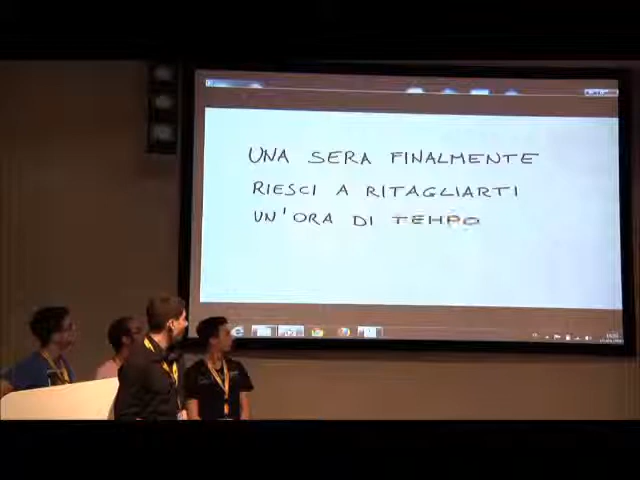 UNA SERA FINALMENTE
RIESCI A RITAGLIARTI
UN'ORA DI TEMPO